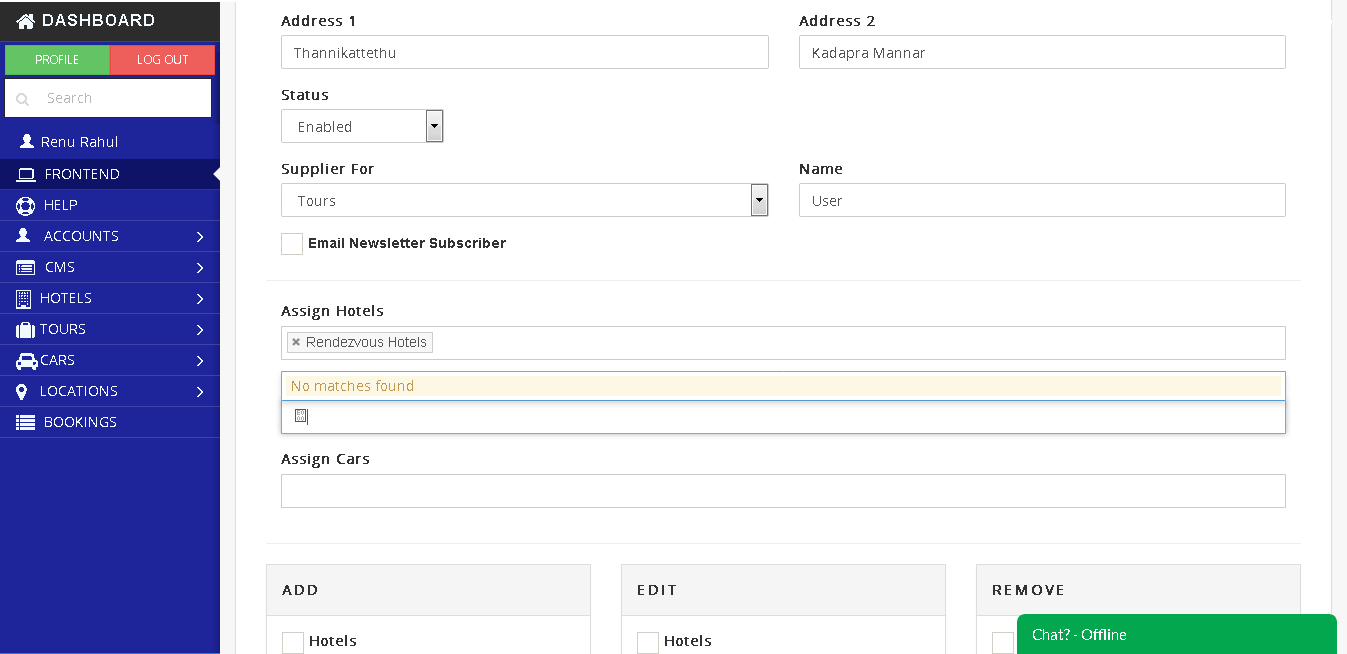 DASHBOARD
PROFILE
LOG OUT
Search
Renu Rahul
FRONTEND
HELP
ACCOUNTS
CMS
HOTELS
TOURS
CARS
LOCATIONS
BOOKINGS
Address 1
Address 2
Thannikattethu
Kadapra Mannar
Status
Enabled
Supplier For
Name
Tours
User
Email Newsletter Subscriber
Assign Hotels
× Rendezvous Hotels
No matches found
Assign Cars
ADD
EDIT
REMOVE
Hotels
Hotels
Chat? - Offline